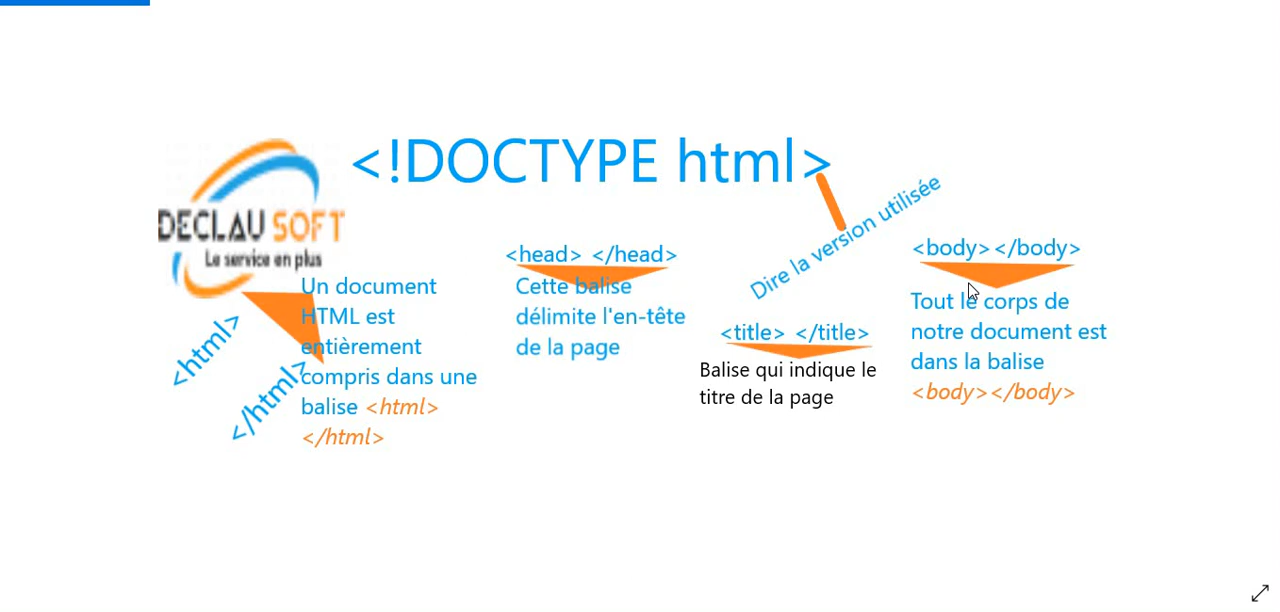 <!DOCTYPE html>
DECLAU SOFT
Le service en plus
Dire la version utilisée
<html>
</html>
Un document
HTML est
entièrement
compris dans une
balise <html>
</html>
<head> </head>
Cette balise
délimite l'en-tête
de la page
<title> </title>
Balise qui indique le
titre de la page
<body></body>
Tout le corps de
notre document est
dans la balise
<body></body>